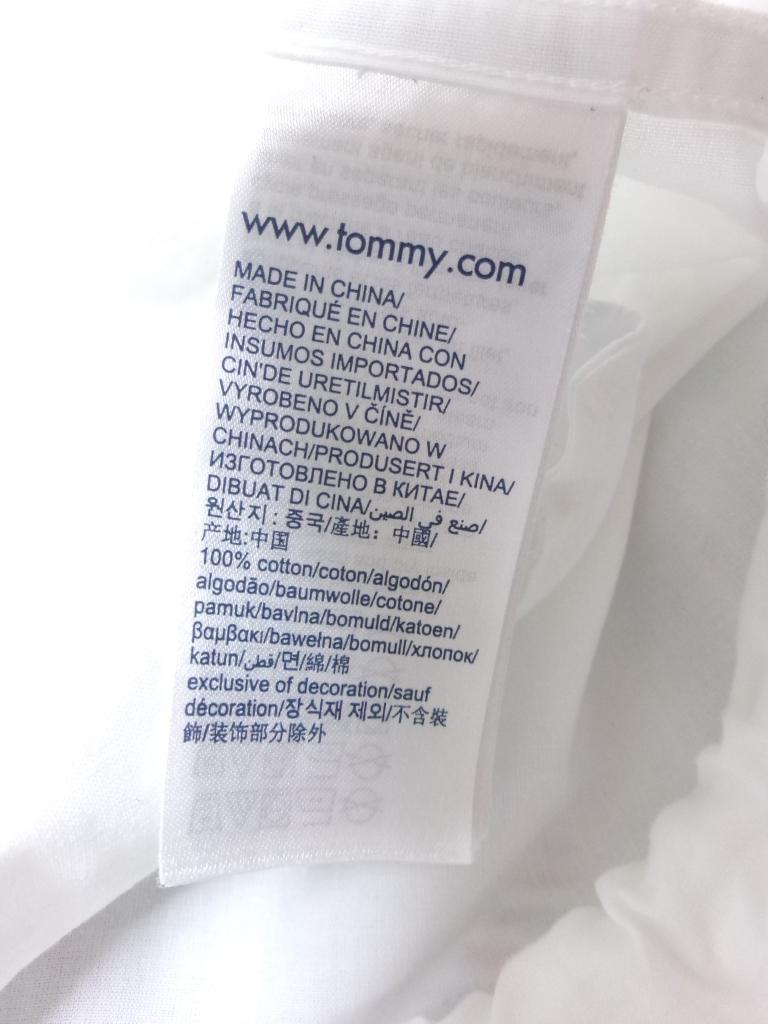 www.tommy.com
MADE IN CHINA/
FABRIQUÉ EN CHINE/
HECHO EN CHINA CON
INSUMOS IMPORTADOS/
CIN'DE URETILMISTIR/
VYROBENO V ČÍNĚ/
WYPRODUKOWANO W
CHINACH/PRODUSERT I KINA/
ИЗГОТОВЛЕНО В КИТАЕ/
DIBUAT DI CINA/صنع في الصين/
원산지: 중국/產地: 中國/
产地:中国
100% cotton/coton/algodón/
algodão/baumwolle/cotone/
pamuk/bavlna/bomuld/katoen/
βαμβακι/bawełna/bomull/хлопок/
katun/قطن/면/綿/棉
exclusive of decoration/sauf
décoration/장식재 제외/不含裝
飾/装饰部分除外